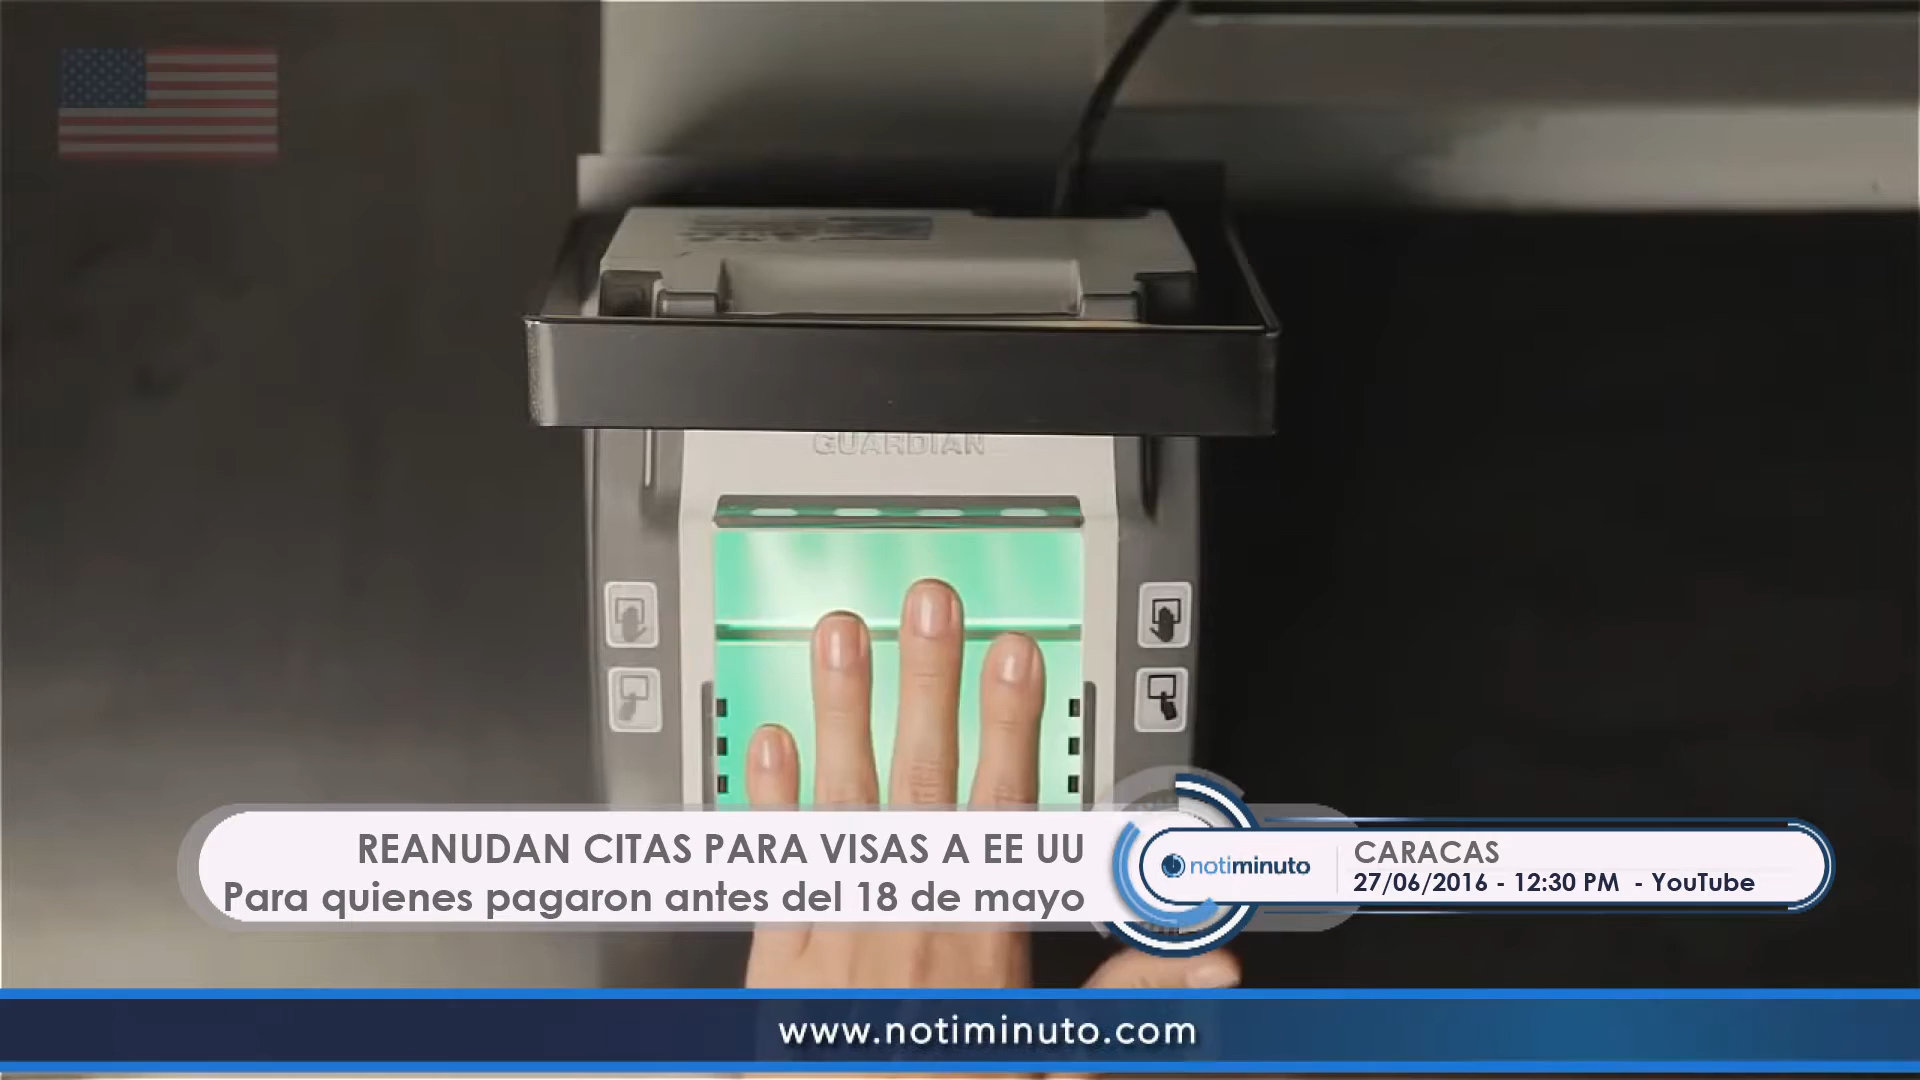 GUARDIAN
REANUDAN CITAS PARA VISAS A EE UU
Para quienes pagaron antes del 18 de mayo
notiminuto
CARACAS
27/06/2016 - 12:30 PM - YouTube
www.notiminuto.com